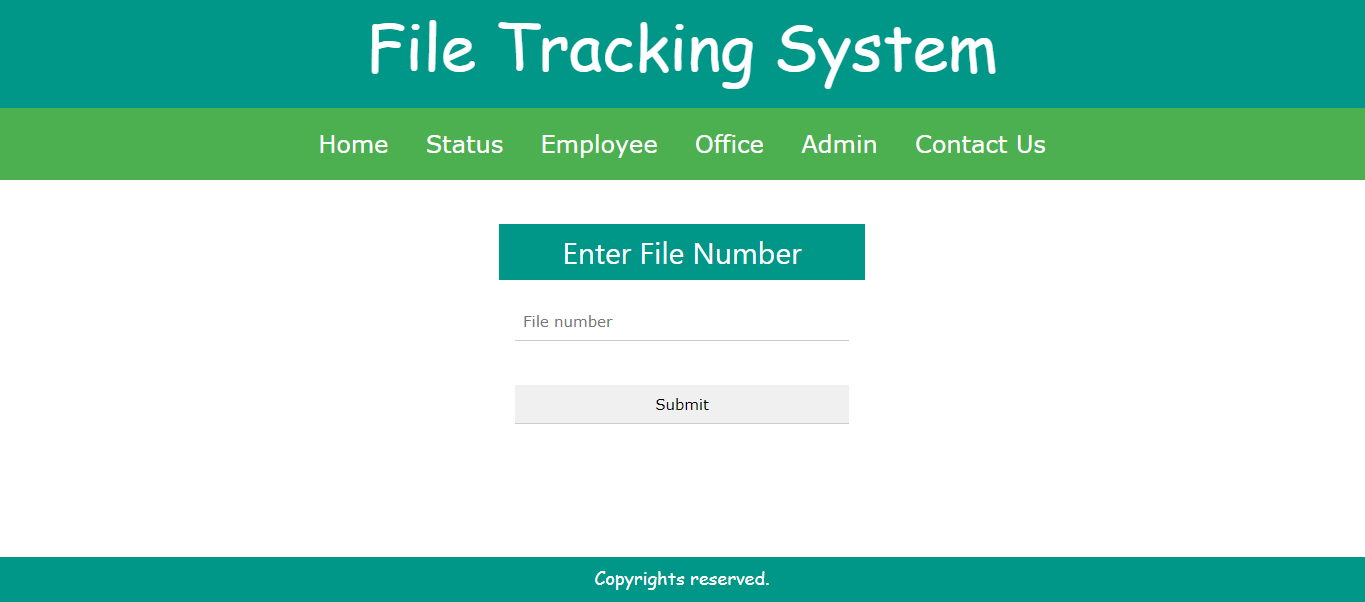 File Tracking System
Home Status Employee Office Admin Contact Us
Enter File Number
File number
Submit
Copyrights reserved.